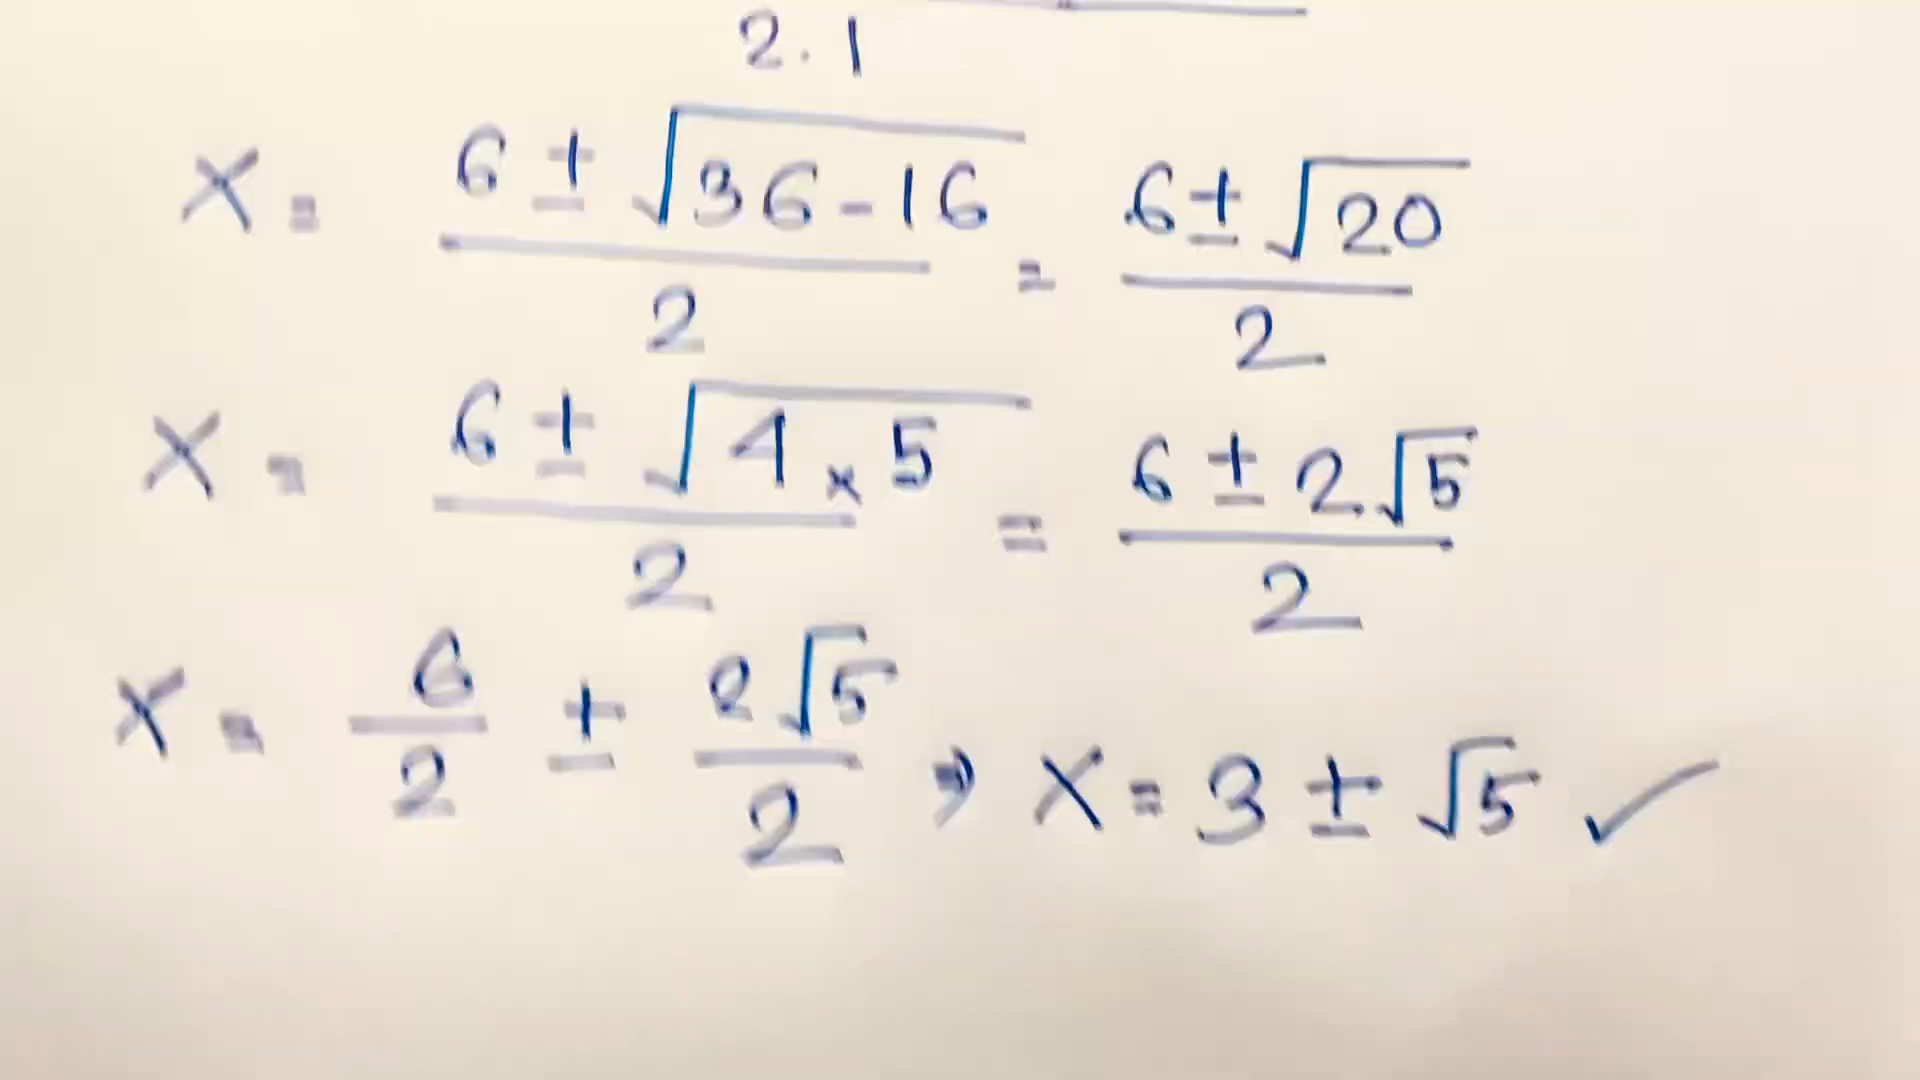 2.1
x = (6 ± √(36-16))/2 = (6 ± √20)/2
x = (6 ± √(4×5))/2 = (6 ± 2.√5)/2
x = 6/2 ± 2√5/2 ⇒ x = 3 ± √5 ✓